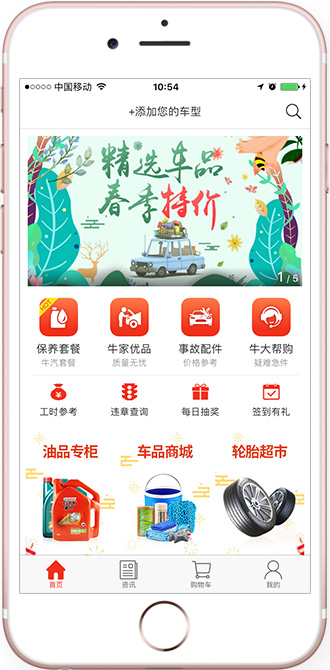 中国移动 10:54
+添加您的车型
精选车品
春季特价
1/5
HOT
保养套餐 牛家优品 事故配件 牛大帮购
牛汽套餐 质量无忧 价格参考 疑难急件
工时参考 违章查询 每日抽奖 签到有礼
油品专柜 车品商城 轮胎超市
首页 资讯 购物车 我的